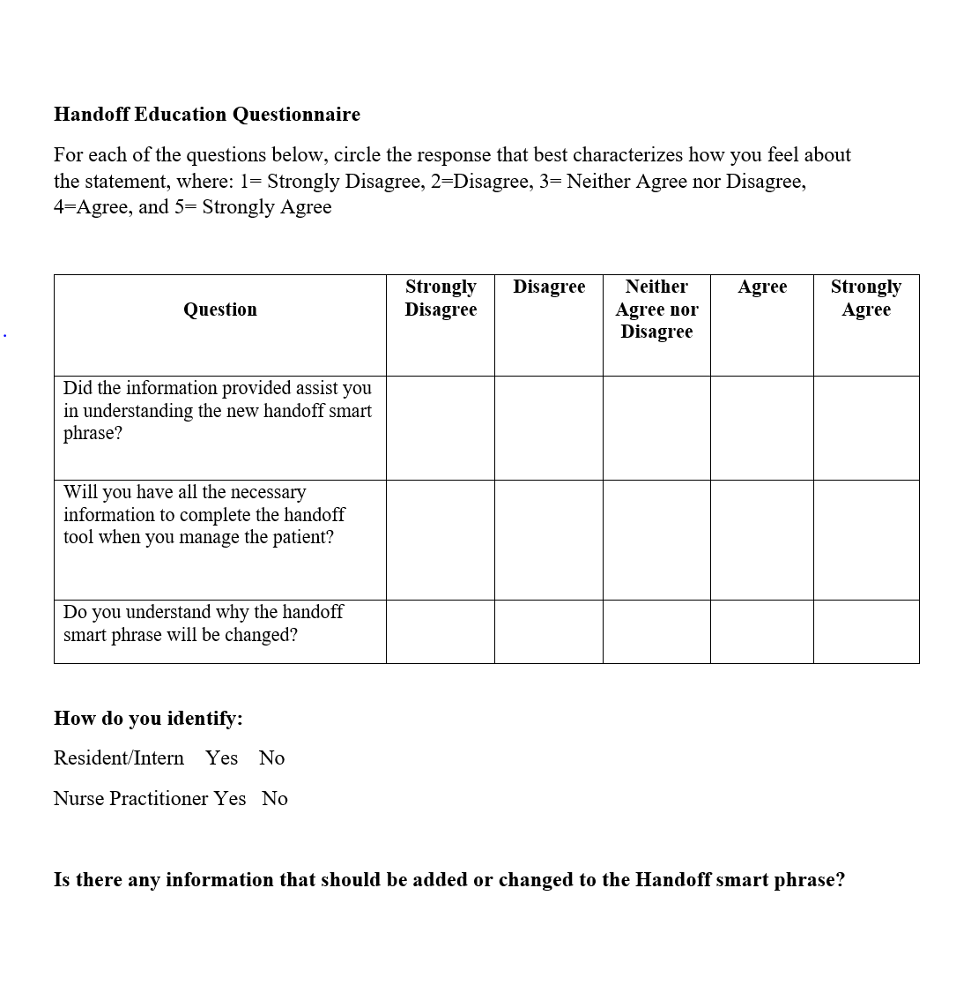 Handoff Education Questionnaire
For each of the questions below, circle the response that best characterizes how you feel about
the statement, where: 1= Strongly Disagree, 2=Disagree, 3= Neither Agree nor Disagree,
4=Agree, and 5= Strongly Agree
Question
Strongly
Disagree
Disagree
Neither
Agree nor
Disagree
Agree
Strongly
Agree
Did the information provided assist you
in understanding the new handoff smart
phrase?
Will you have all the necessary
information to complete the handoff
tool when you manage the patient?
Do you understand why the handoff
smart phrase will be changed?
How do you identify:
Resident/Intern Yes No
Nurse Practitioner Yes No
Is there any information that should be added or changed to the Handoff smart phrase?